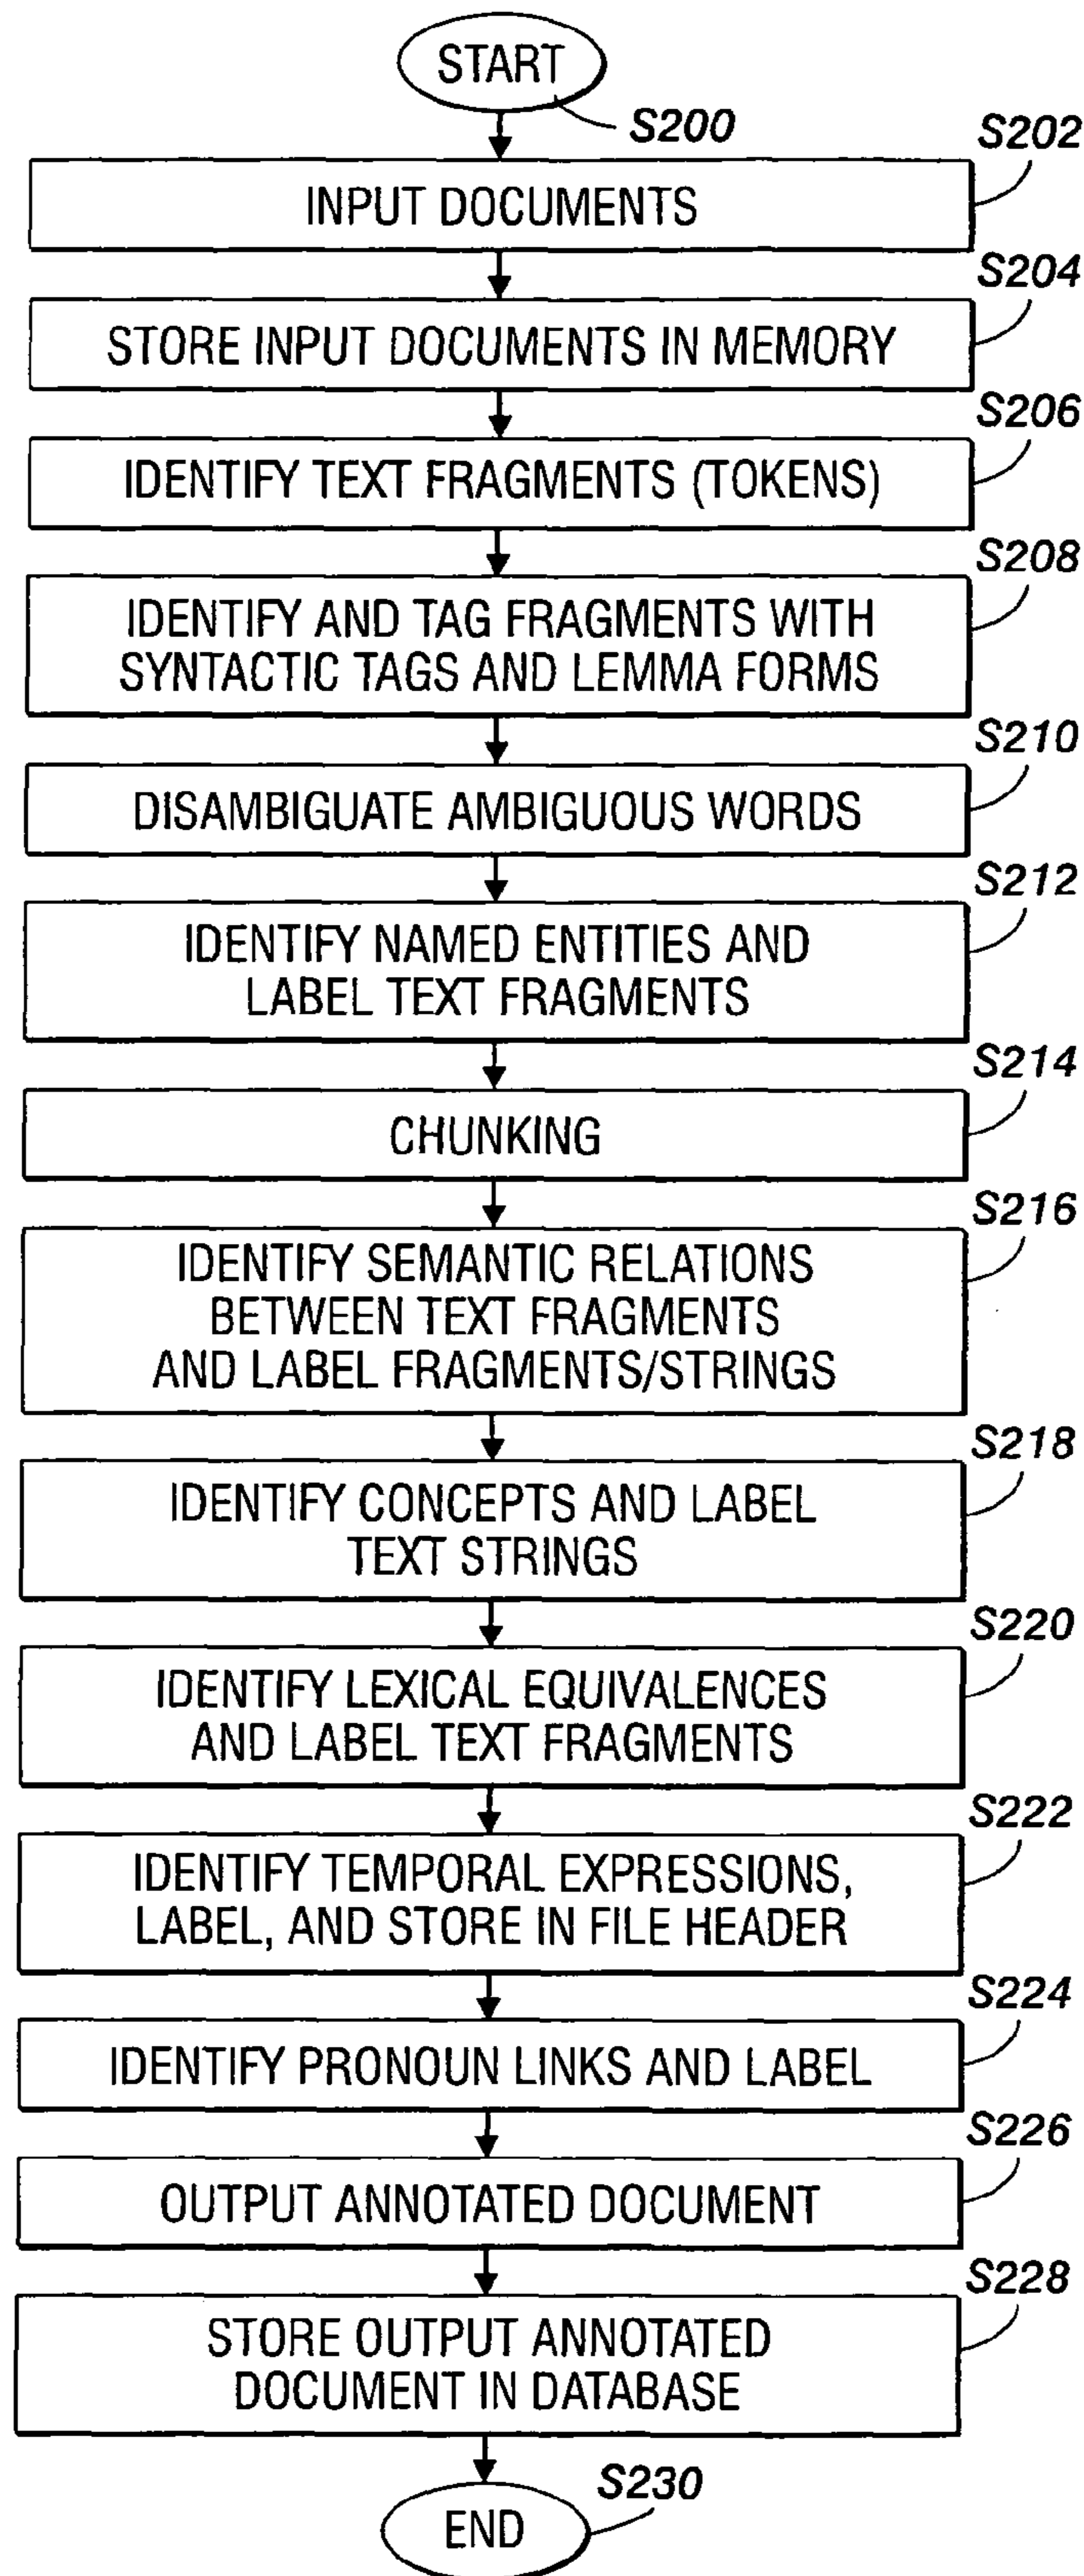 START
S200
S202
INPUT DOCUMENTS
S204
STORE INPUT DOCUMENTS IN MEMORY
S206
IDENTIFY TEXT FRAGMENTS (TOKENS)
S208
IDENTIFY AND TAG FRAGMENTS WITH
SYNTACTIC TAGS AND LEMMA FORMS
S210
DISAMBIGUATE AMBIGUOUS WORDS
S212
IDENTIFY NAMED ENTITIES AND
LABEL TEXT FRAGMENTS
S214
CHUNKING
S216
IDENTIFY SEMANTIC RELATIONS
BETWEEN TEXT FRAGMENTS
AND LABEL FRAGMENTS/STRINGS
S218
IDENTIFY CONCEPTS AND LABEL
TEXT STRINGS
S220
IDENTIFY LEXICAL EQUIVALENCES
AND LABEL TEXT FRAGMENTS
S222
IDENTIFY TEMPORAL EXPRESSIONS,
LABEL, AND STORE IN FILE HEADER
S224
IDENTIFY PRONOUN LINKS AND LABEL
S226
OUTPUT ANNOTATED DOCUMENT
S228
STORE OUTPUT ANNOTATED
DOCUMENT IN DATABASE
S230
END